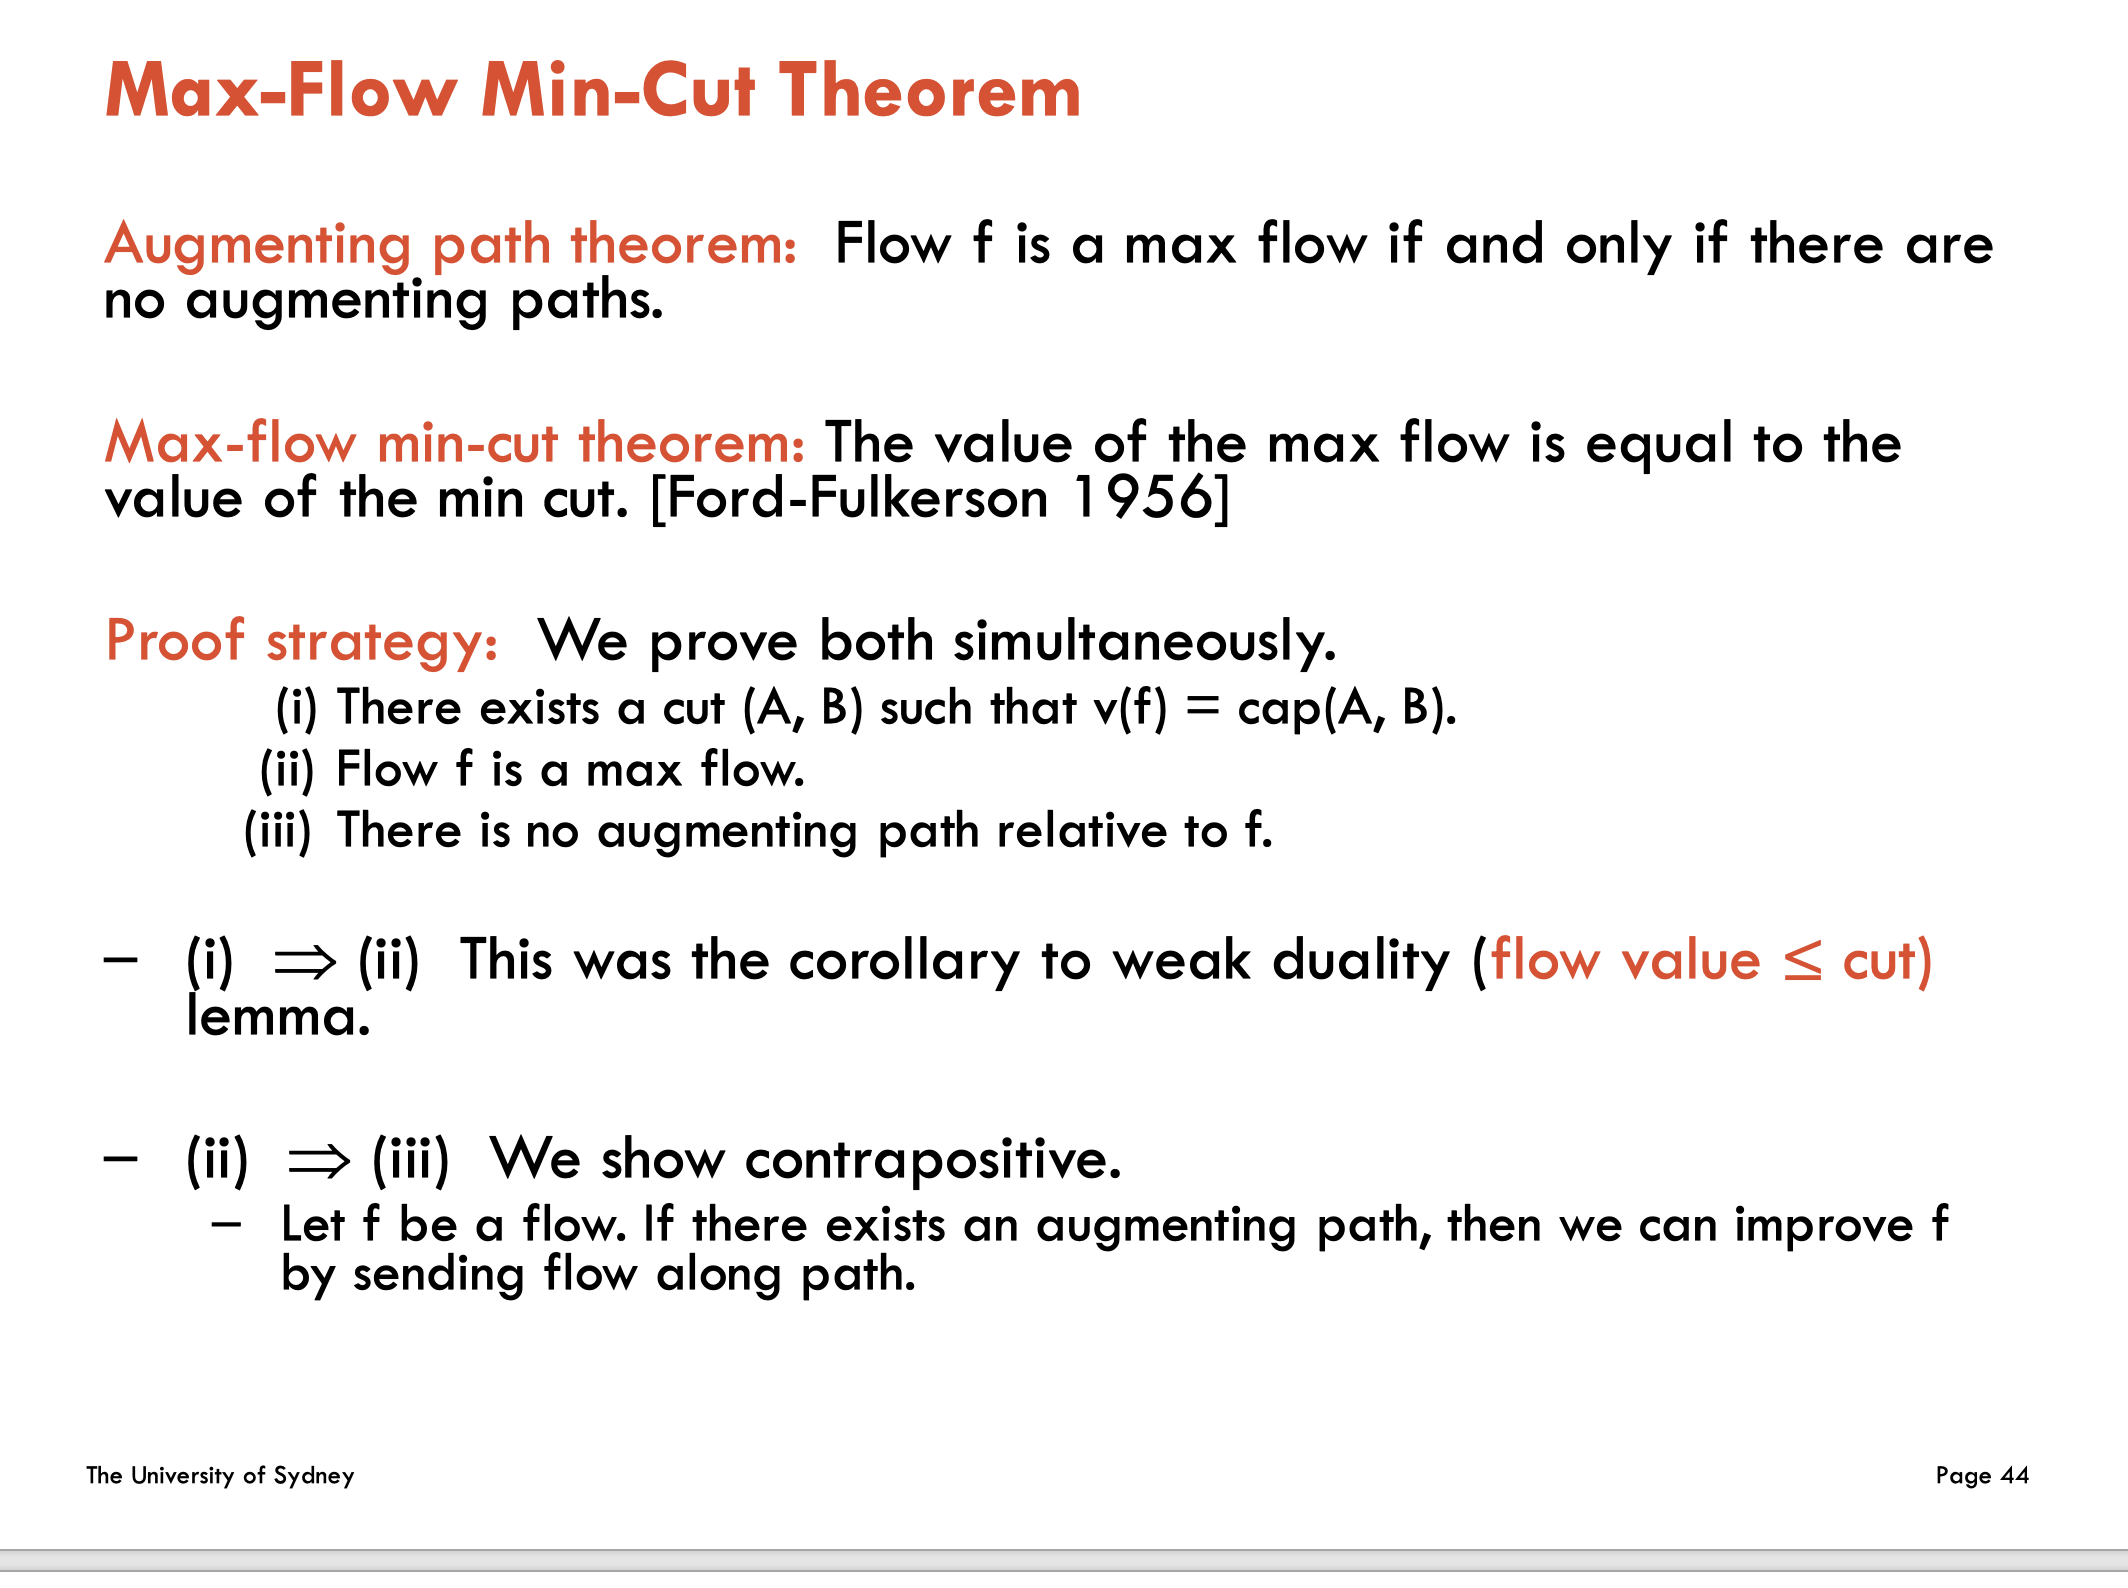 Max-Flow Min-Cut Theorem
Augmenting path theorem: Flow f is a max flow if and only if there are
no augmenting paths.
Max-flow min-cut theorem: The value of the max flow is equal to the
value of the min cut. [Ford-Fulkerson 1956]
Proof strategy: We prove both simultaneously.
(i) There exists a cut (A, B) such that v(f) = cap(A, B).
(ii) Flow f is a max flow.
(iii) There is no augmenting path relative to f.
– (i) ⇒ (ii) This was the corollary to weak duality (flow value ≤ cut)
lemma.
– (ii) ⇒ (iii) We show contrapositive.
– Let f be a flow. If there exists an augmenting path, then we can improve f
by sending flow along path.
The University of Sydney
Page 44